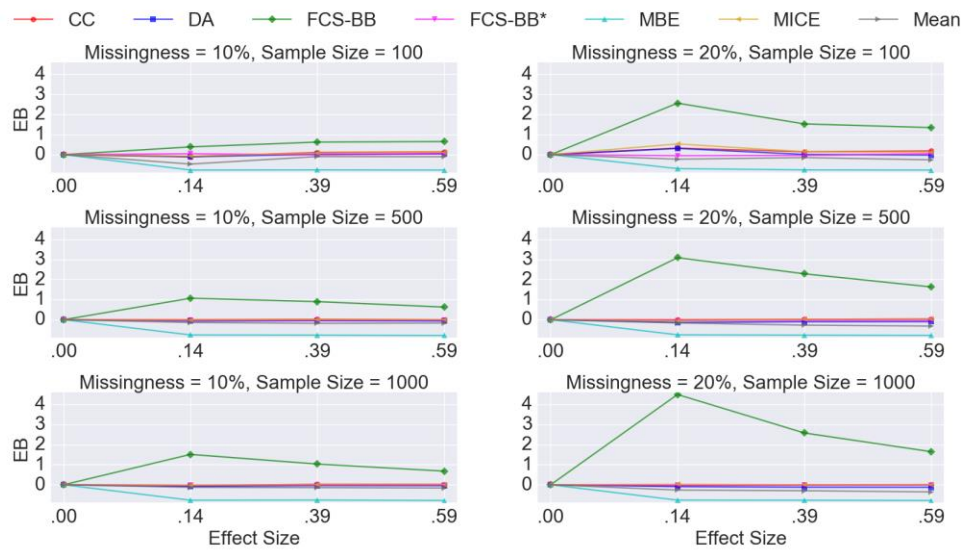 CC DA FCS-BB FCS-BB* MBE MICE Mean
Missingness = 10%, Sample Size = 100
4
3
2
1
0
EB
.00 .14 .39 .59
Missingness = 20%, Sample Size = 100
4
3
2
1
0
.00 .14 .39 .59
Missingness = 10%, Sample Size = 500
4
3
2
1
0
EB
.00 .14 .39 .59
Missingness = 20%, Sample Size = 500
4
3
2
1
0
.00 .14 .39 .59
Missingness = 10%, Sample Size = 1000
4
3
2
1
0
EB
.00 .14 .39 .59
Effect Size
Missingness = 20%, Sample Size = 1000
4
3
2
1
0
.00 .14 .39 .59
Effect Size